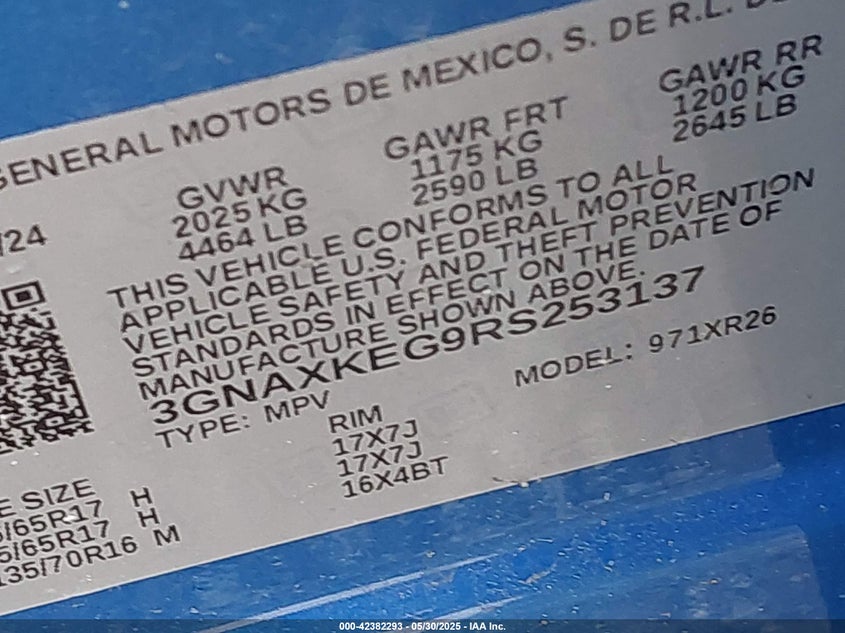 GENERAL MOTORS DE MEXICO, S. DE R.L. DE
/24
GVWR
2025 KG
4464 LB
GAWR FRT
1175 KG
2590 LB
GAWR RR
1200 KG
2645 LB
THIS VEHICLE CONFORMS TO ALL
APPLICABLE U.S. FEDERAL MOTOR
VEHICLE SAFETY AND THEFT PREVENTION
STANDARDS IN EFFECT ON THE DATE OF
MANUFACTURE SHOWN ABOVE.
3GNAXKEG9RS253137
TYPE: MPV
MODEL: 971XR26
E SIZE
/65R17 H
5/65R17 H
135/70R16 M
RIM
17X7J
17X7J
16X4BT
000-42382293 - 05/30/2025 - IAA Inc.